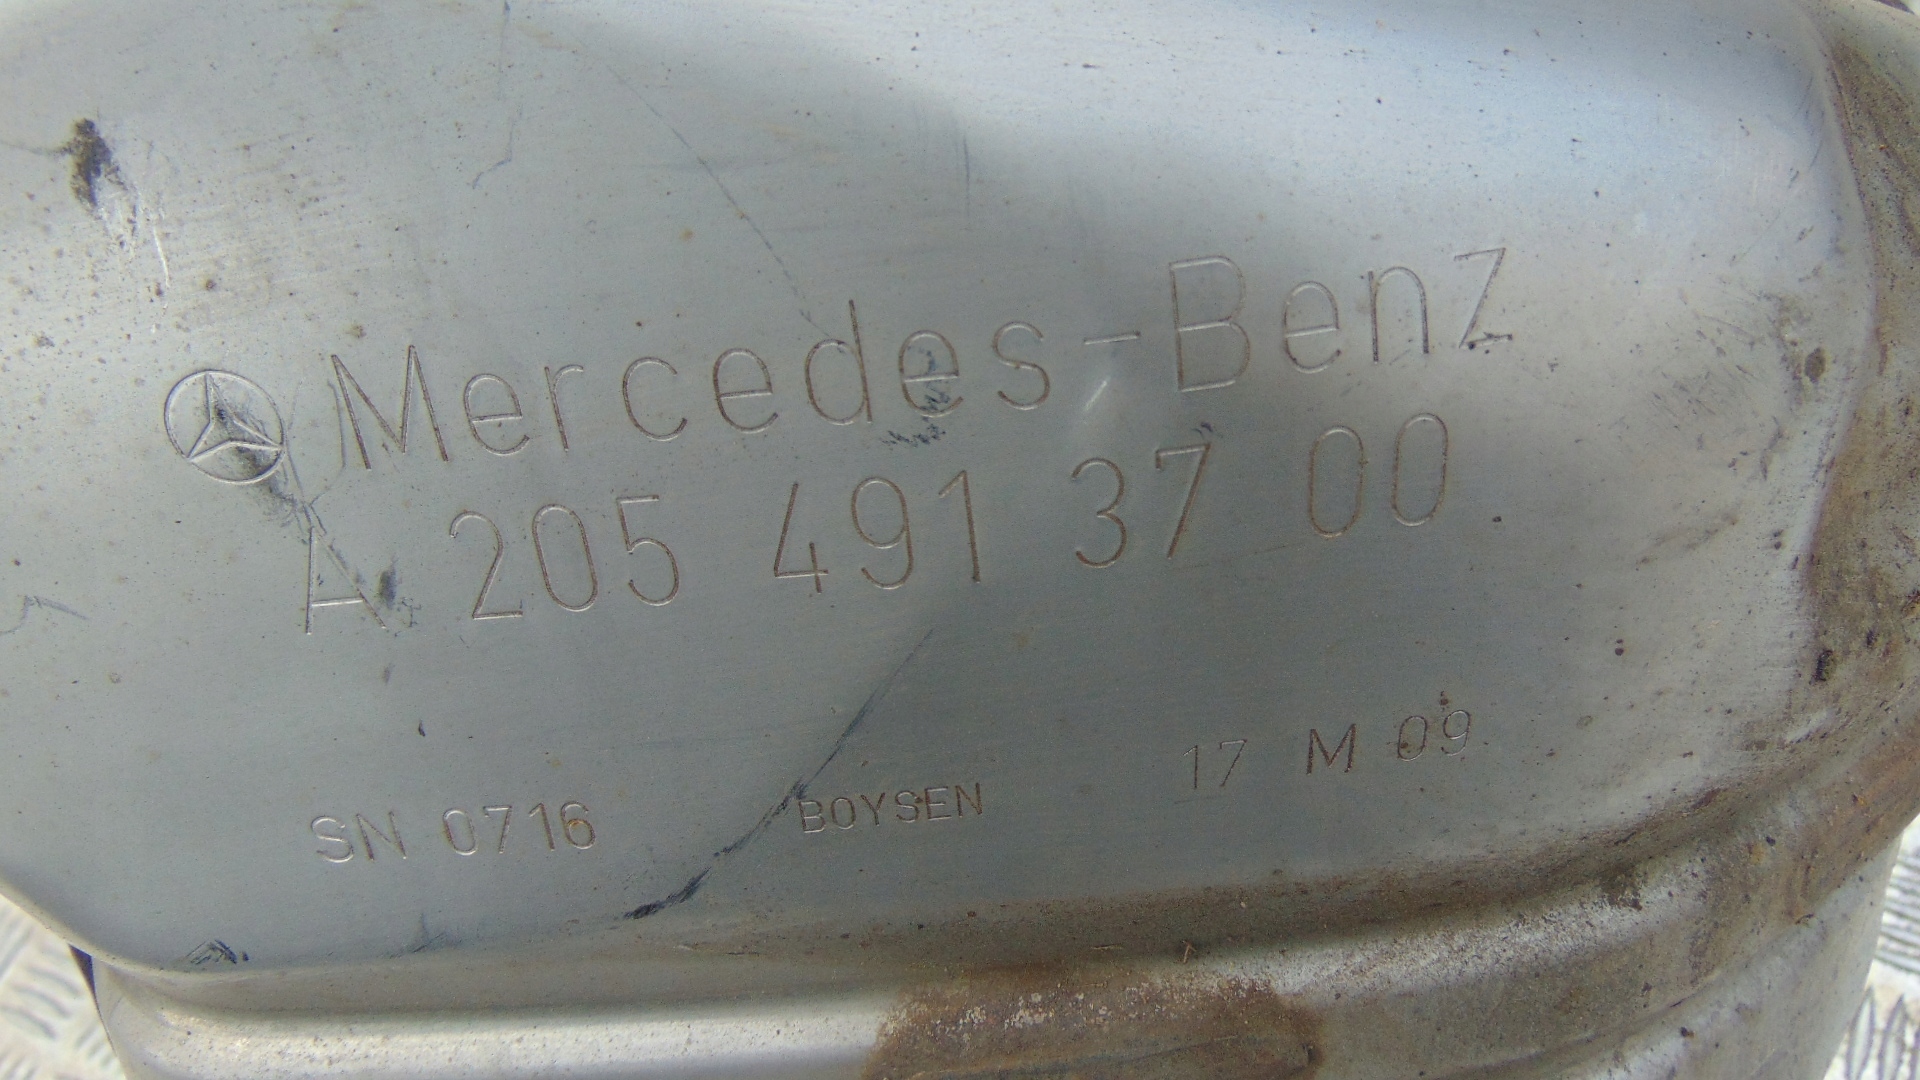 Mercedes-Benz
A 205 491 37 00
SN 0716 BOYSEN 17 M 09